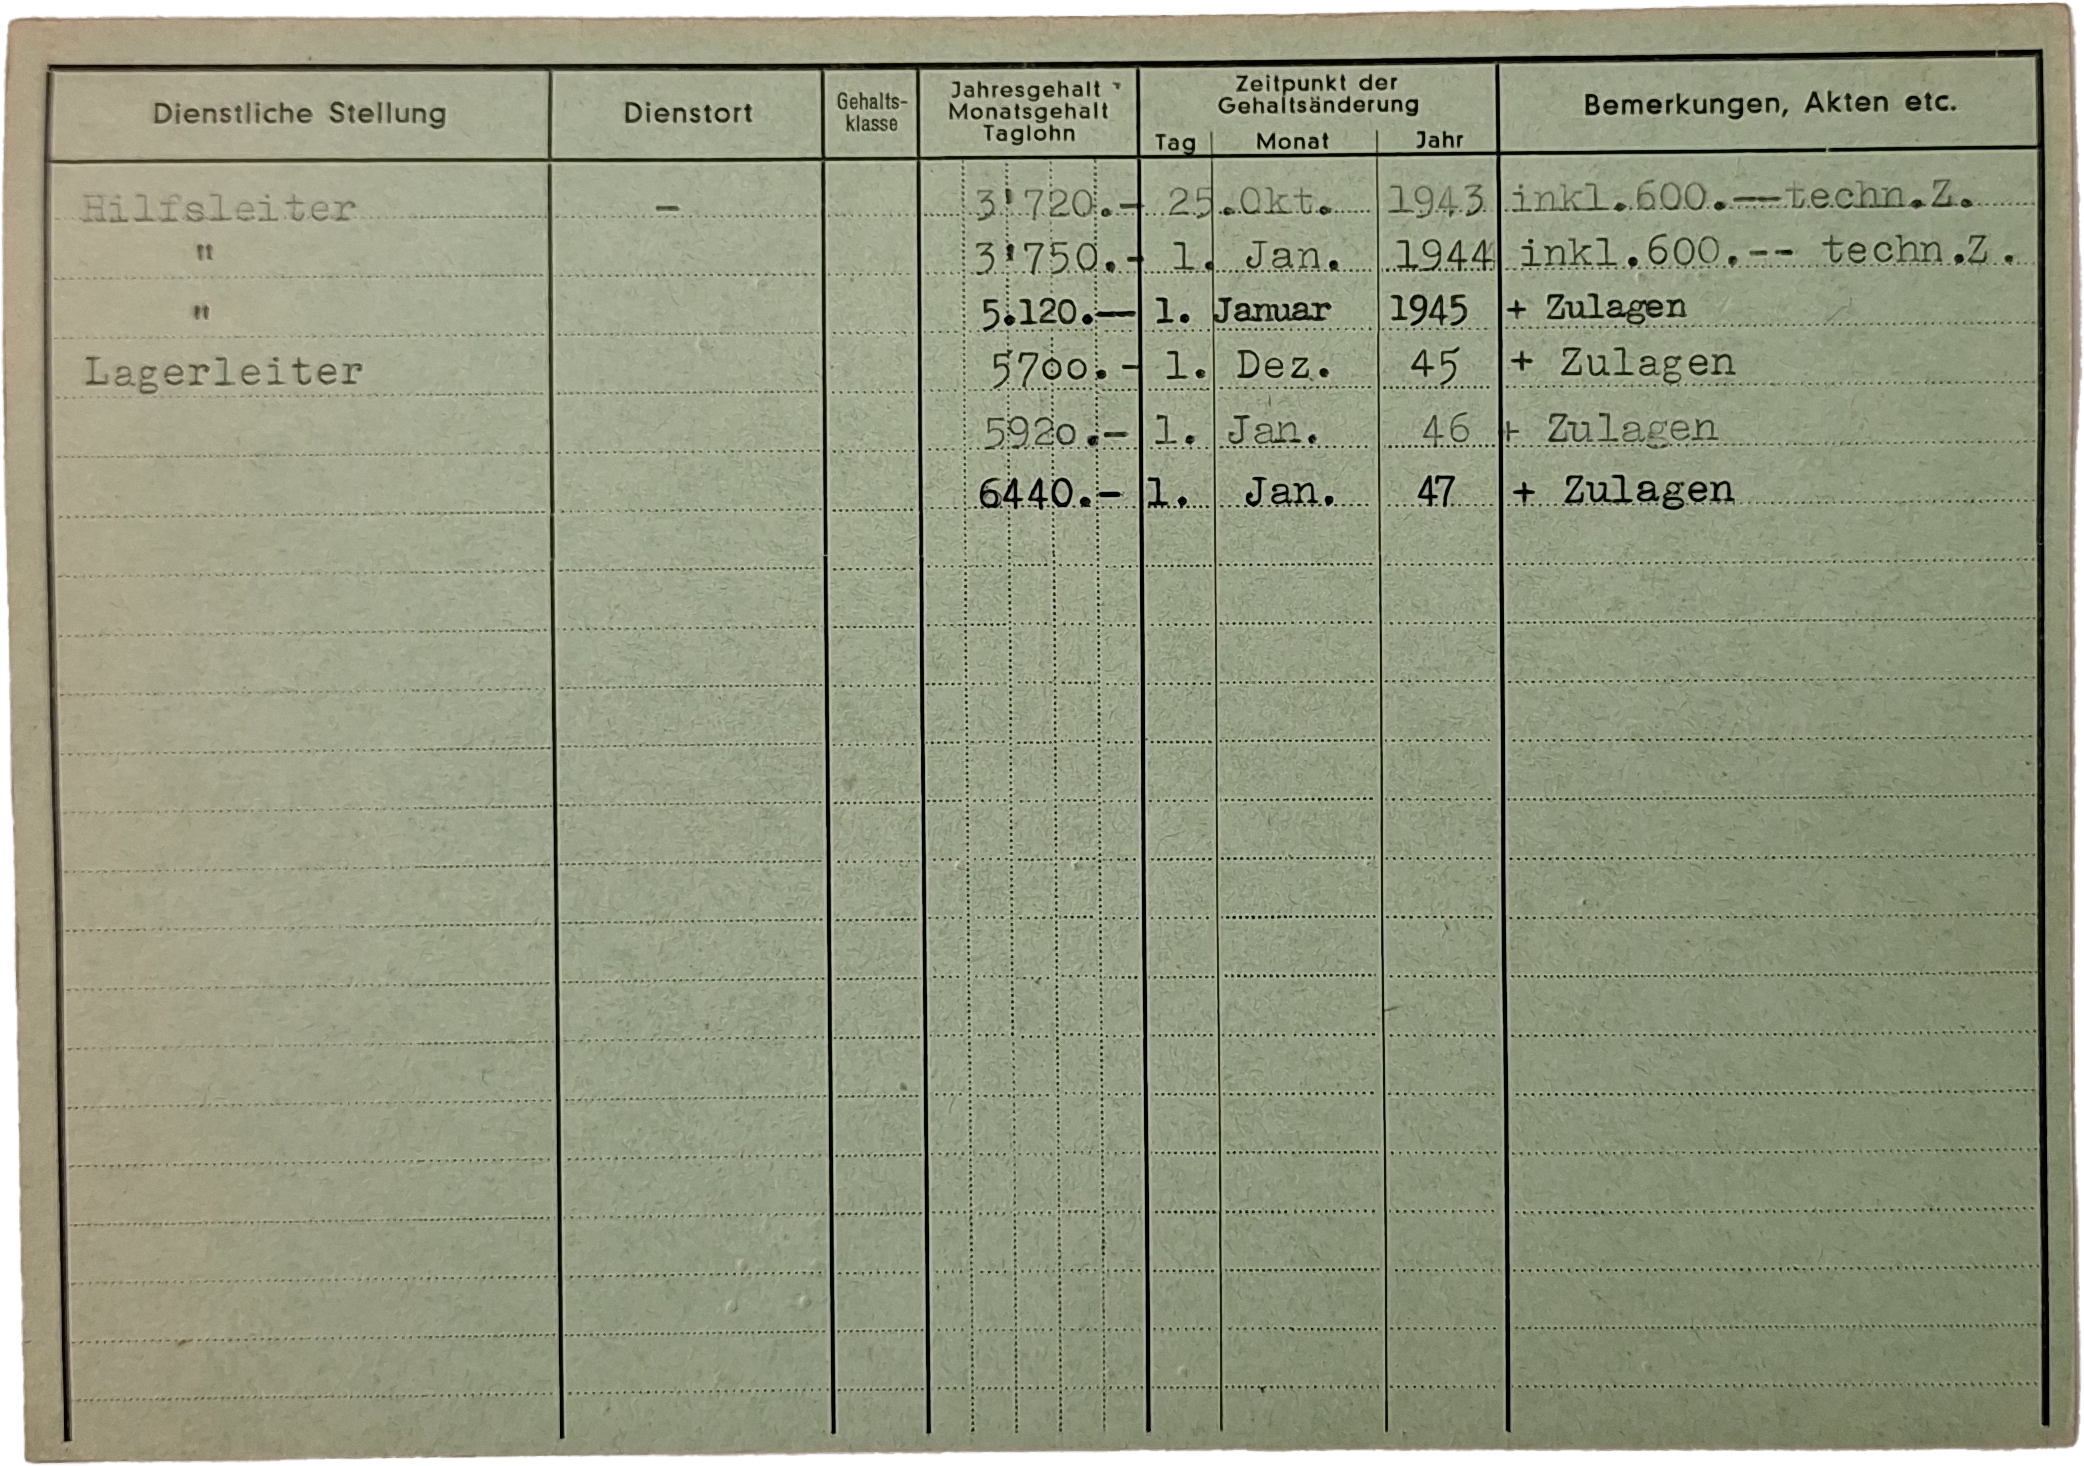 Dienstliche Stellung Dienstort Gehalts-klasse Jahresgehalt Monatsgehalt Taglohn Zeitpunkt der Gehaltsänderung Tag Monat Jahr Bemerkungen, Akten etc.
Hilfsleiter - 3'720.- 25. Okt. 1943 inkl.600.--techn.Z.
" 3'750.- 1. Jan. 1944 inkl.600.-- techn.Z.
" 5.120.- 1. Januar 1945 + Zulagen
Lagerleiter 5700.- 1. Dez. 45 + Zulagen
5920.- 1. Jan. 46 + Zulagen
6440.- 1. Jan. 47 + Zulagen